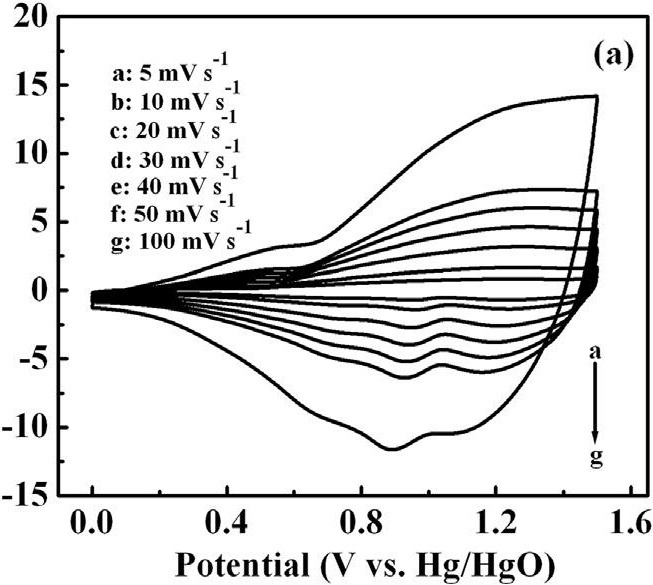 20
(a)
a: 5 mV s-1
b: 10 mV s-1
c: 20 mV s-1
d: 30 mV s-1
e: 40 mV s-1
f: 50 mV s-1
g: 100 mV s-1
15
10
5
0
-5
-10
-15
a
g
0.0 0.4 0.8 1.2 1.6
Potential (V vs. Hg/HgO)